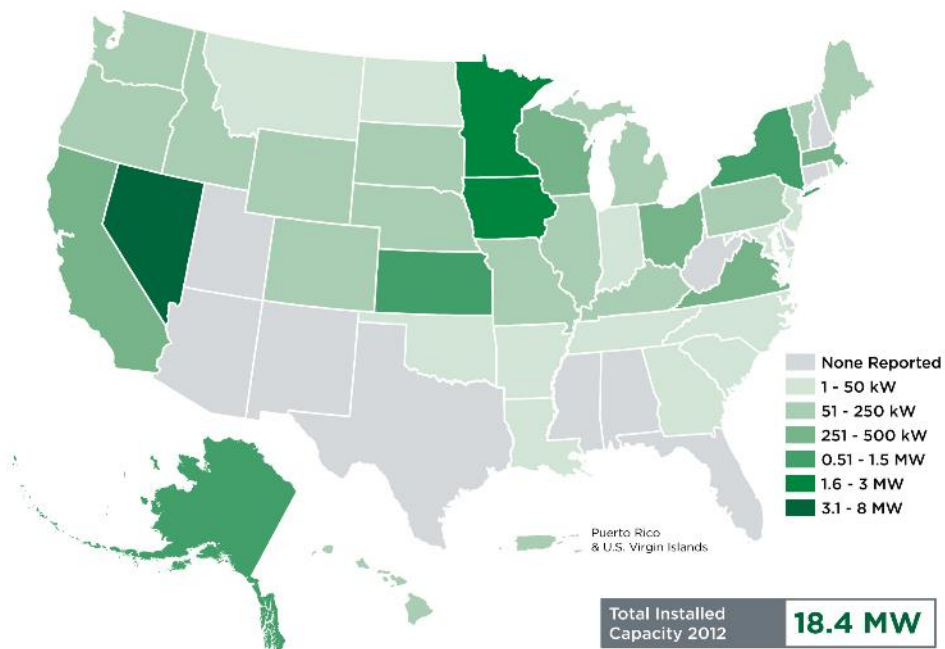 None Reported
1 - 50 kW
51 - 250 kW
251 - 500 kW
0.51 - 1.5 MW
1.6 - 3 MW
3.1 - 8 MW
Puerto Rico
& U.S. Virgin Islands
Total Installed
Capacity 2012
18.4 MW